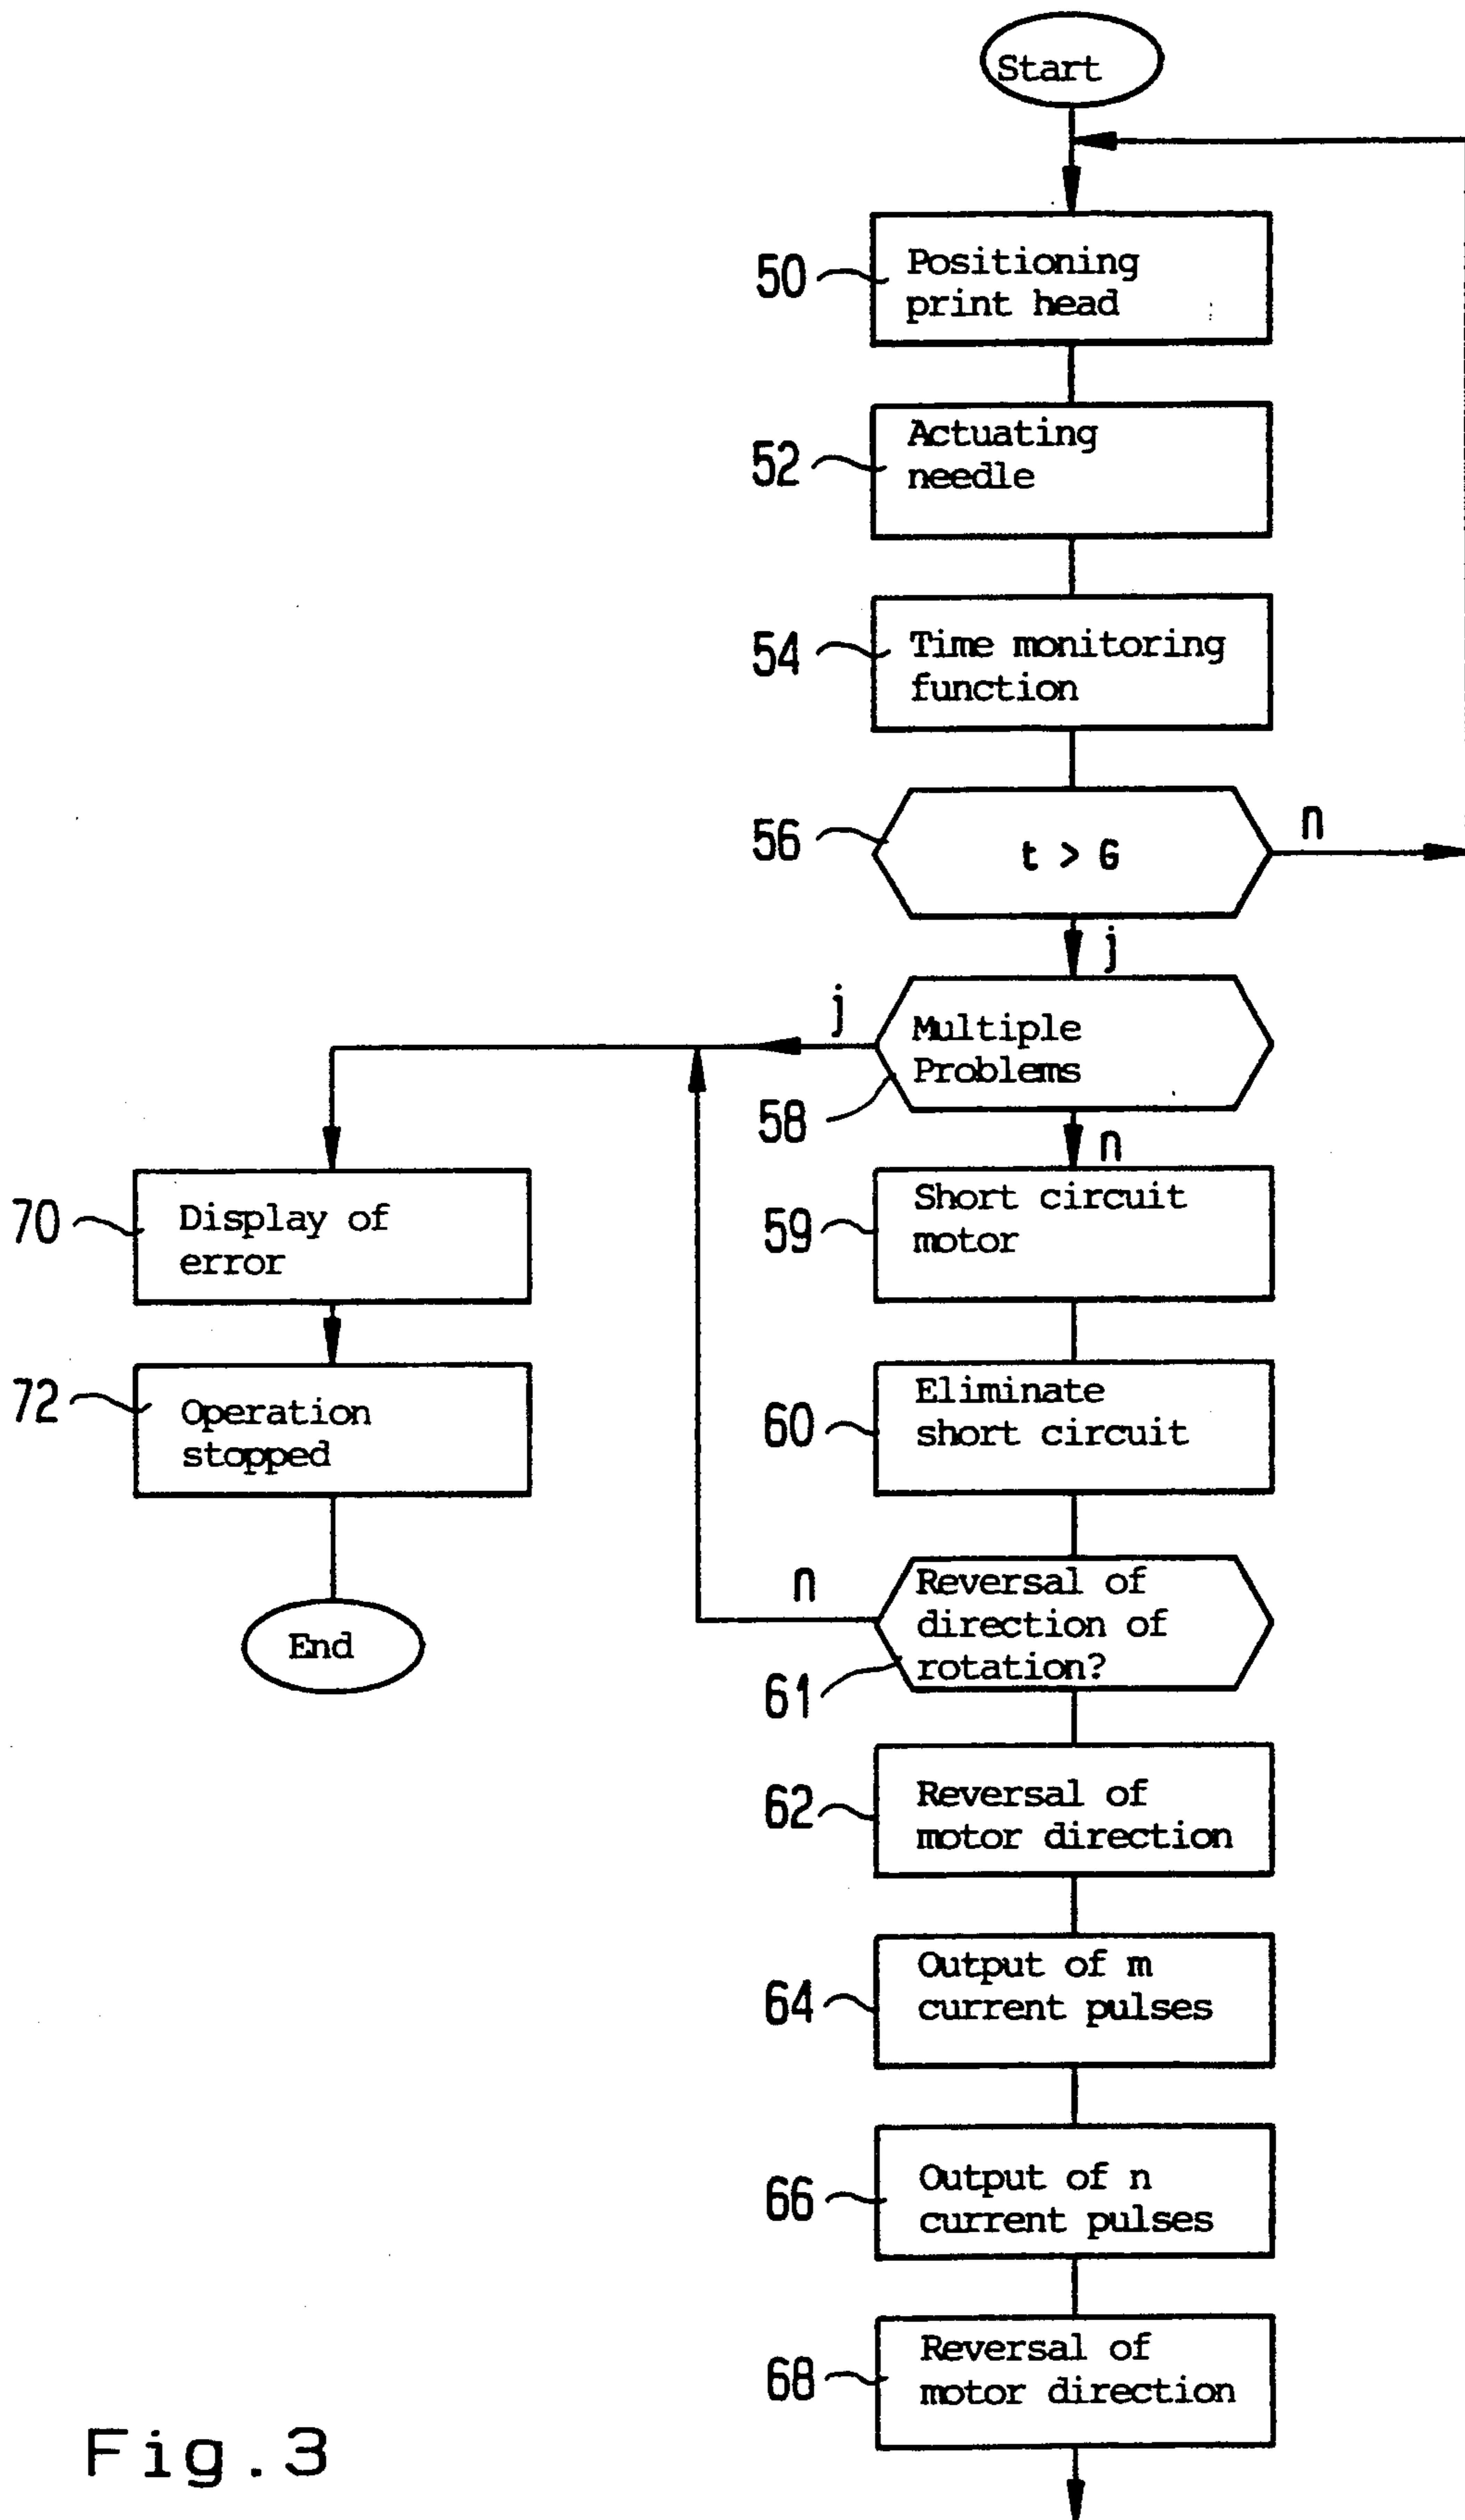 Start
50
Positioning
print head
52
Actuating
needle
54
Time monitoring
function
56
t > G
n
j
j
Multiple
Problems
58
n
70
Display of
error
59
Short circuit
motor
72
Operation
stopped
60
Eliminate
short circuit
End
n
Reversal of
direction of
rotation?
61
62
Reversal of
motor direction
64
Output of m
current pulses
66
Output of n
current pulses
68
Reversal of
motor direction
Fig.3